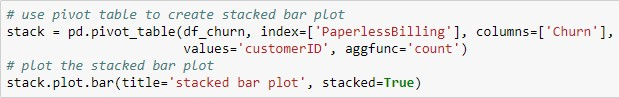 # use pivot table to create stacked bar plot
stack = pd.pivot_table(df_churn, index=['PaperlessBilling'], columns=['Churn'],
                       values='customerID', aggfunc='count')
# plot the stacked bar plot
stack.plot.bar(title='stacked bar plot', stacked=True)